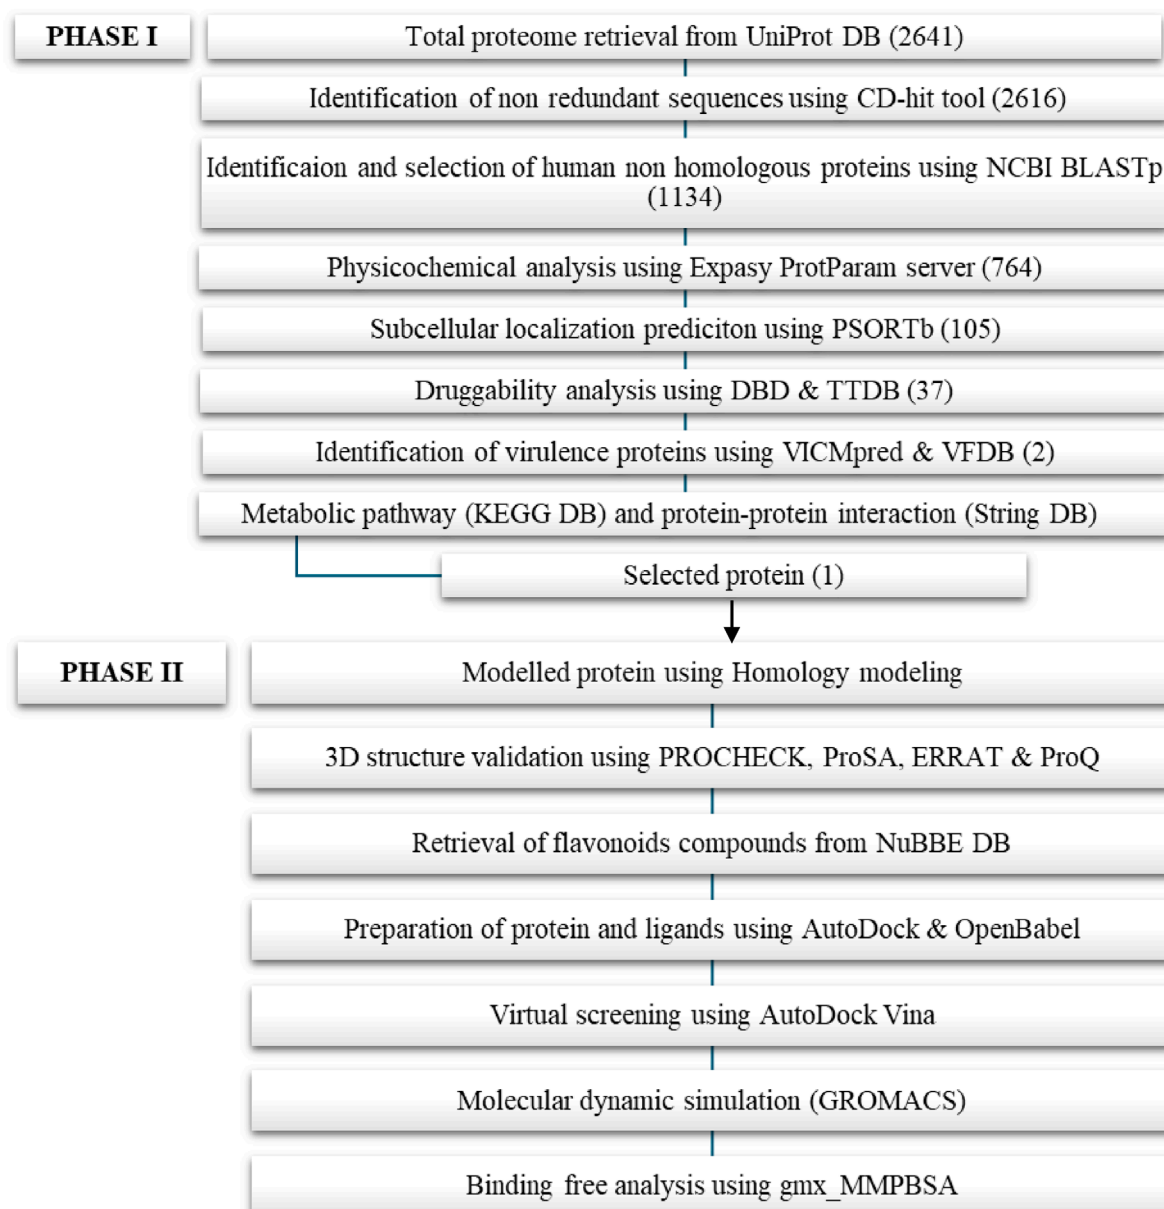 PHASE I
Total proteome retrieval from UniProt DB (2641)
Identification of non redundant sequences using CD-hit tool (2616)
Identificaion and selection of human non homologous proteins using NCBI BLASTp
(1134)
Physicochemical analysis using Expasy ProtParam server (764)
Subcellular localization prediciton using PSORTb (105)
Druggability analysis using DBD & TTDB (37)
Identification of virulence proteins using VICMpred & VFDB (2)
Metabolic pathway (KEGG DB) and protein-protein interaction (String DB)
Selected protein (1)
PHASE II
Modelled protein using Homology modeling
3D structure validation using PROCHECK, ProSA, ERRAT & ProQ
Retrieval of flavonoids compounds from NuBBE DB
Preparation of protein and ligands using AutoDock & OpenBabel
Virtual screening using AutoDock Vina
Molecular dynamic simulation (GROMACS)
Binding free analysis using gmx_MMPBSA